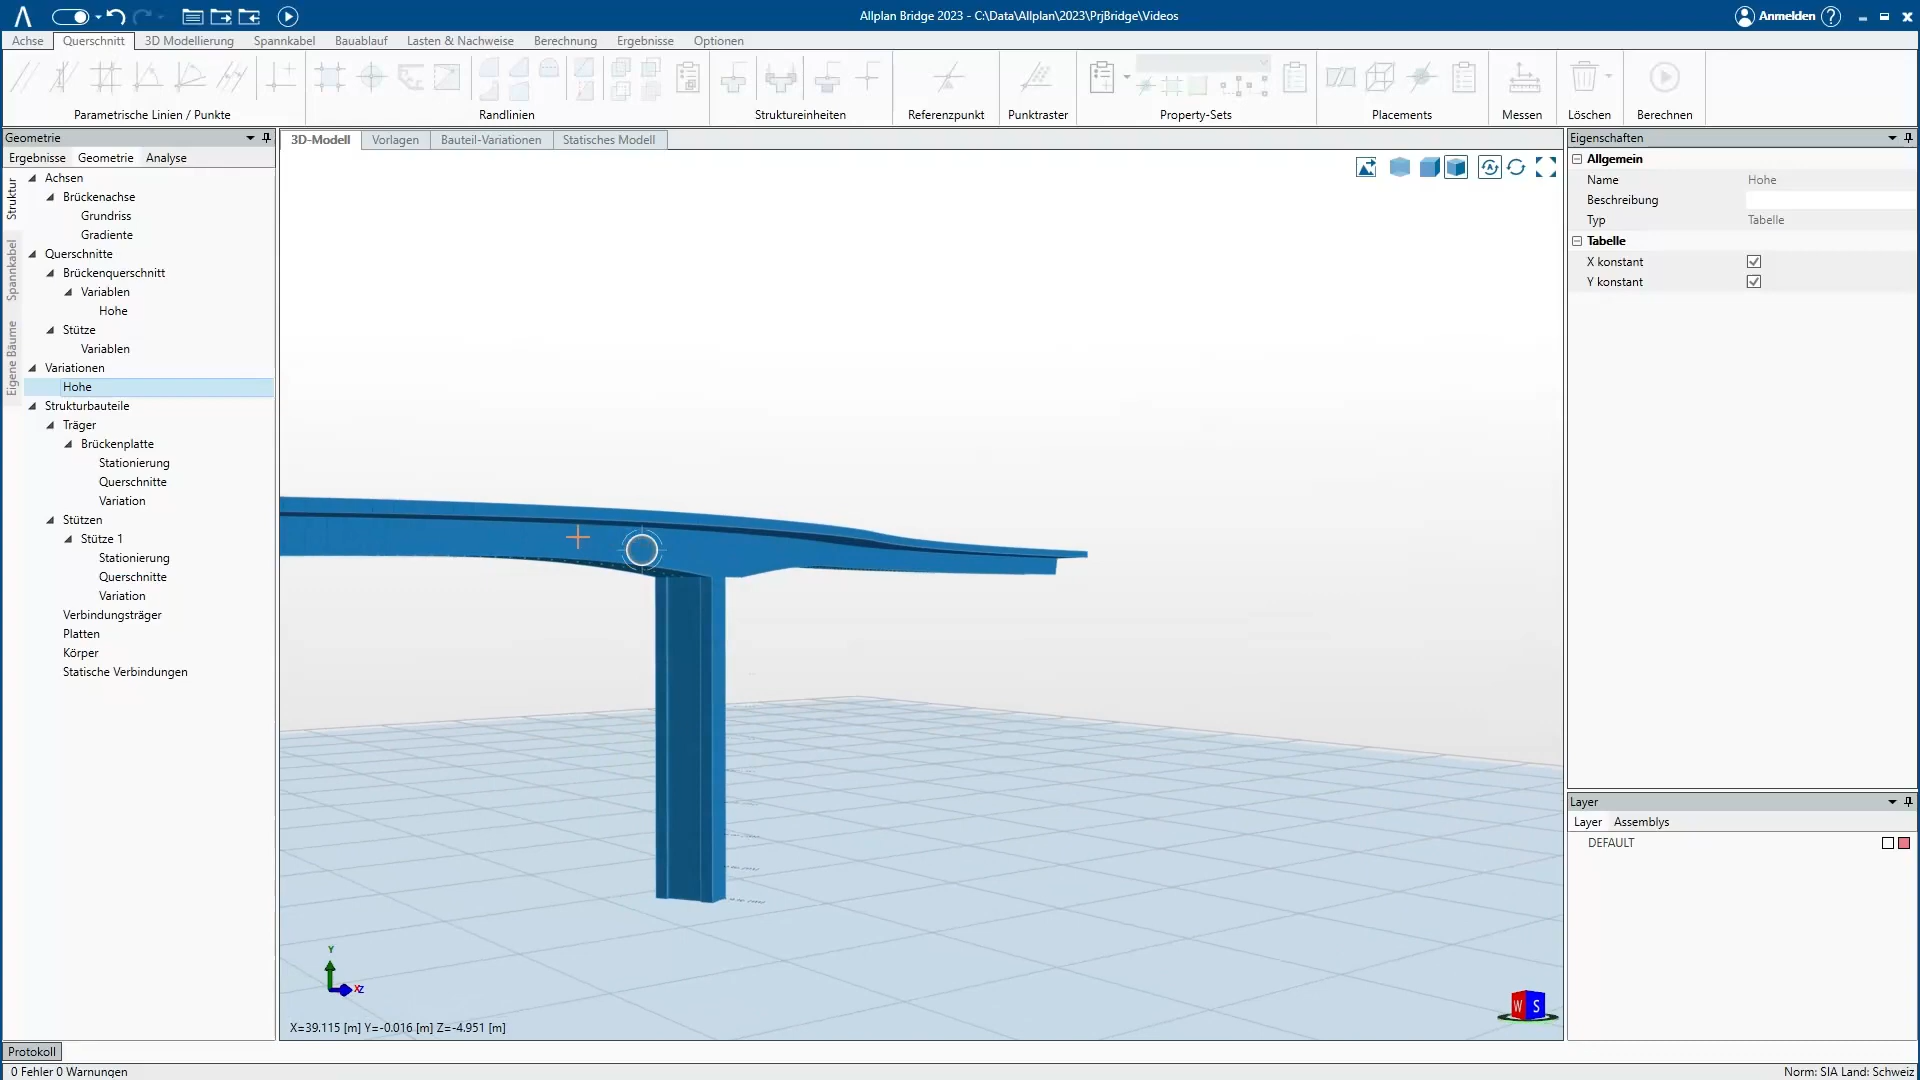 Allplan Bridge 2023 - C:\Data\Allplan\2023\PrjBridge\Videos
Anmelden
Achse Querschnitt 3D Modellierung Spannkabel Bauablauf Lasten & Nachweise Berechnung Ergebnisse Optionen
Parametrische Linien / Punkte Randlinien Struktureinheiten Referenzpunkt Punktraster Property-Sets Placements Messen Löschen Berechnen
Geometrie
Ergebnisse Geometrie Analyse
Struktur
Spannkabel
Eigene Bäume
Achsen
Brückenachse
Grundriss
Gradiente
Querschnitte
Brückenquerschnitt
Variablen
Hohe
Stütze
Variablen
Variationen
Hohe
Strukturbauteile
Träger
Brückenplatte
Stationierung
Querschnitte
Variation
Stützen
Stütze 1
Stationierung
Querschnitte
Variation
Verbindungsträger
Platten
Körper
Statische Verbindungen
3D-Modell Vorlagen Bauteil-Variationen Statisches Modell
Y
XZ
W S
X=39.115 [m] Y=-0.016 [m] Z=-4.951 [m]
Eigenschaften
Allgemein
Name Hohe
Beschreibung
Typ Tabelle
Tabelle
X konstant
Y konstant
Layer
Layer Assemblys
DEFAULT
Protokoll
0 Fehler 0 Warnungen
Norm: SIA Land: Schweiz